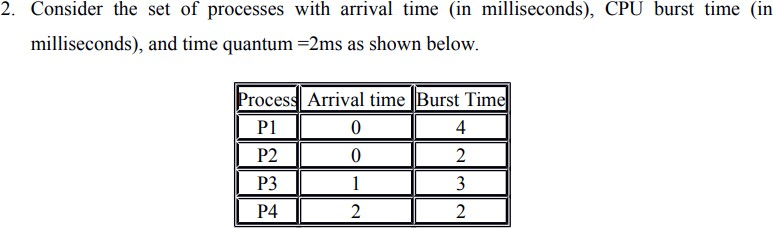 2. Consider the set of processes with arrival time (in milliseconds), CPU burst time (in
milliseconds), and time quantum =2ms as shown below.
Process Arrival time Burst Time
P1 0 4
P2 0 2
P3 1 3
P4 2 2